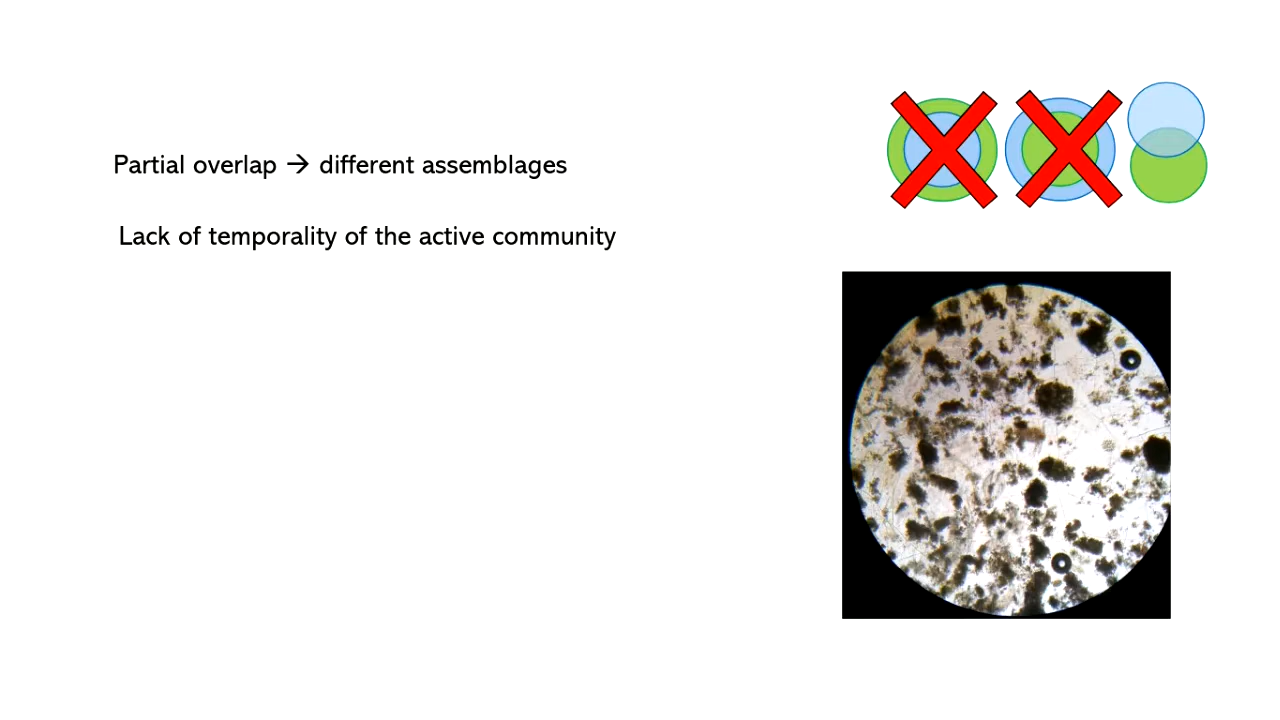 Partial overlap → different assemblages
Lack of temporality of the active community